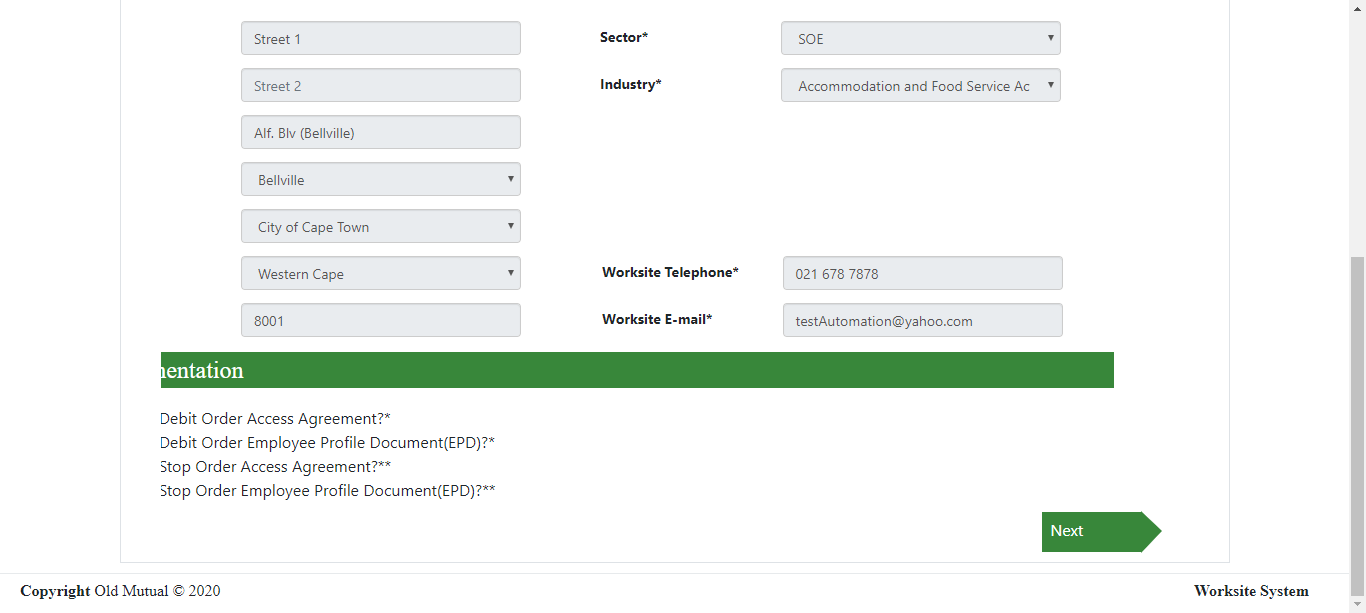 Street 1
Sector*
SOE
Street 2
Industry*
Accommodation and Food Service Ac
Alf. Blv (Bellville)
Bellville
City of Cape Town
Western Cape
Worksite Telephone*
021 678 7878
8001
Worksite E-mail*
testAutomation@yahoo.com
nentation
Debit Order Access Agreement?*
Debit Order Employee Profile Document(EPD)?*
Stop Order Access Agreement?**
Stop Order Employee Profile Document(EPD)?**
Next
Copyright Old Mutual © 2020
Worksite System